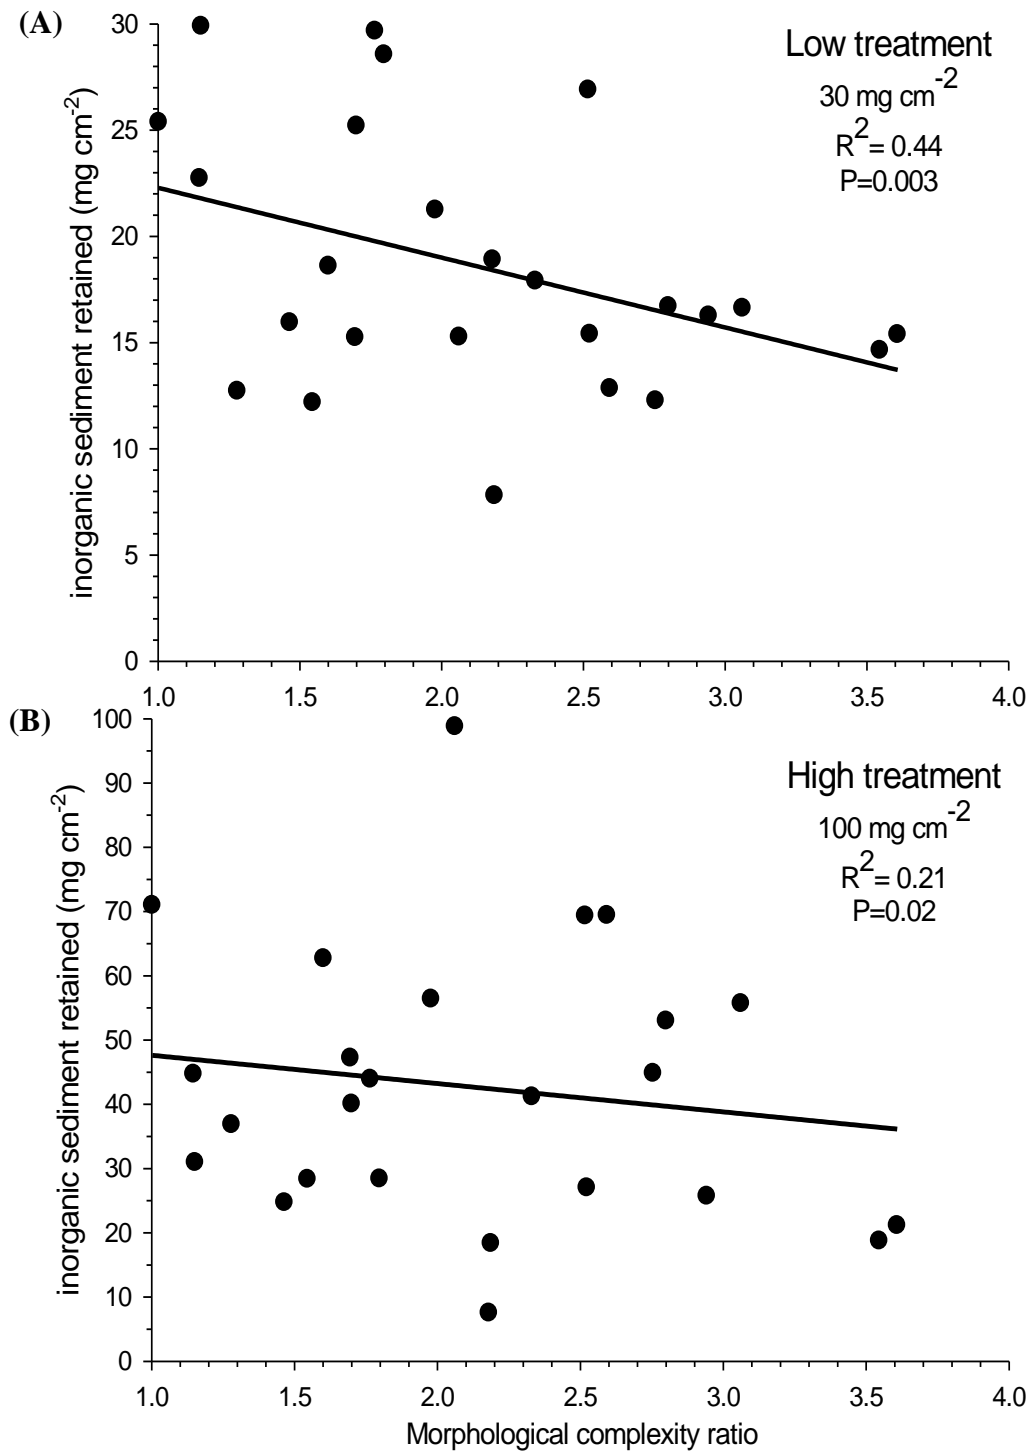 (A)
Low treatment
30 mg cm⁻²
R²= 0.44
P=0.003
inorganic sediment retained (mg cm⁻²)
30
25
20
15
10
5
0
1.0 1.5 2.0 2.5 3.0 3.5 4.0
(B)
High treatment
100 mg cm⁻²
R²= 0.21
P=0.02
inorganic sediment retained (mg cm⁻²)
100
90
80
70
60
50
40
30
20
10
0
1.0 1.5 2.0 2.5 3.0 3.5 4.0
Morphological complexity ratio